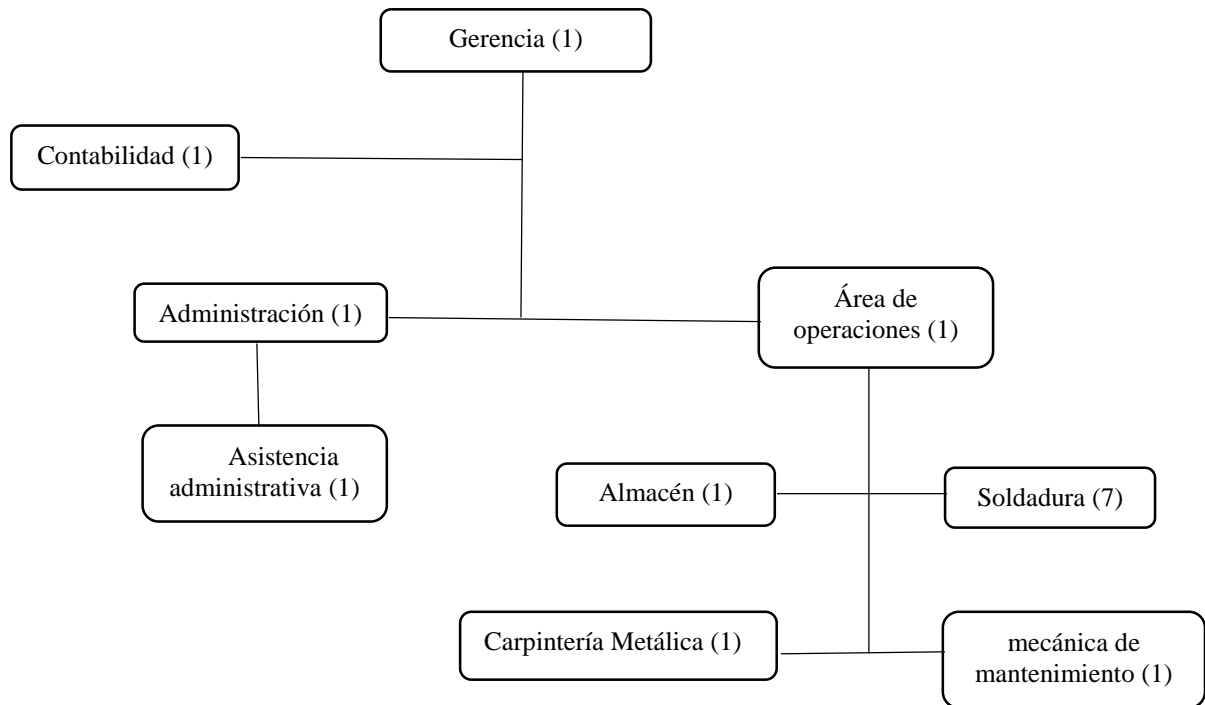 Gerencia (1)
Contabilidad (1)
Administración (1)
Área de
operaciones (1)
Asistencia
administrativa (1)
Almacén (1)
Soldadura (7)
Carpintería Metálica (1)
mecánica de
mantenimiento (1)